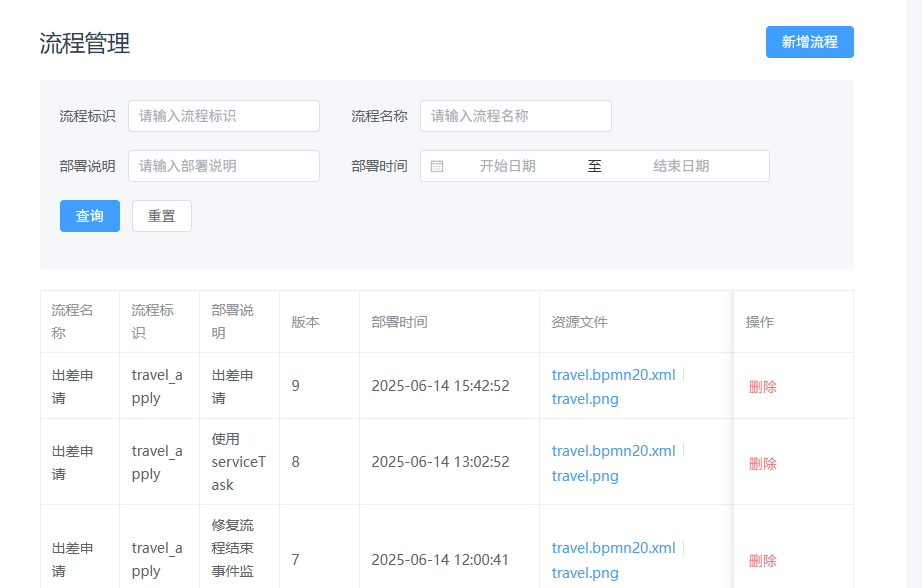 流程管理
新增流程
流程标识 请输入流程标识 流程名称 请输入流程名称
部署说明 请输入部署说明 部署时间 开始日期 至 结束日期
查询 重置
流程名称 流程标识 部署说明 版本 部署时间 资源文件 操作
出差申请 travel_apply 出差申请 9 2025-06-14 15:42:52 travel.bpmn20.xml travel.png 删除
出差申请 travel_apply 使用serviceTask 8 2025-06-14 13:02:52 travel.bpmn20.xml travel.png 删除
出差申请 travel_apply 修复流程结束事件监 7 2025-06-14 12:00:41 travel.bpmn20.xml travel.png 删除